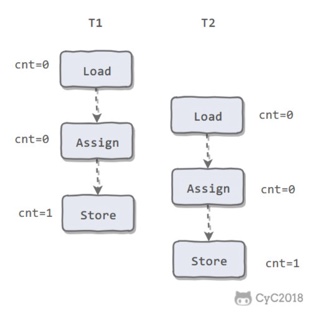 T1 T2
cnt=0 Load
Load cnt=0
cnt=0 Assign
Assign cnt=0
cnt=1 Store
Store cnt=1
CyC2018